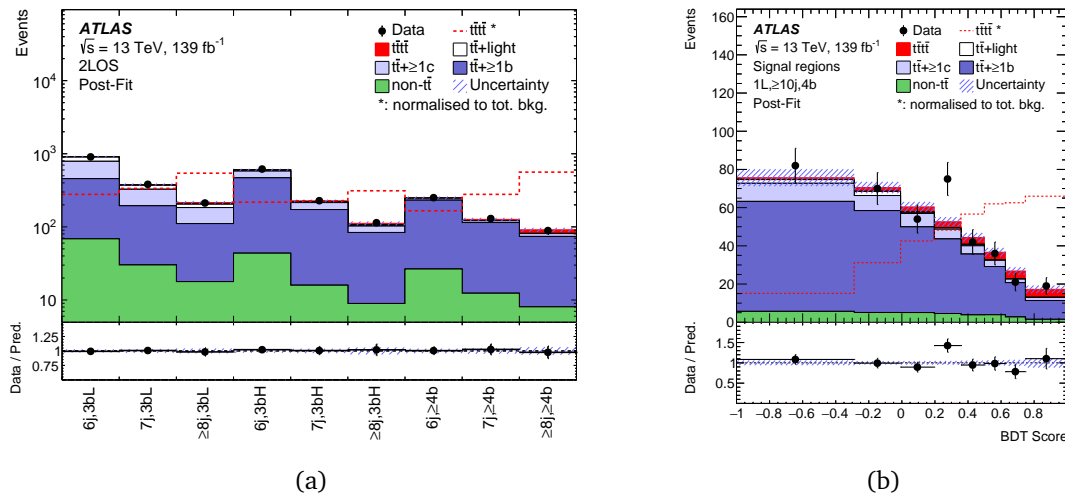 Events
ATLAS
√s = 13 TeV, 139 fb⁻¹
2LOS
Post-Fit
Data
tt̄tt̄ *
tt̄tt̄
tt̄+light
tt̄+≥1c
tt̄+≥1b
non-tt̄
Uncertainty
*: normalised to tot. bkg.
10⁴
10³
10²
10
Data / Pred.
1.25
1
0.75
6j,3bL
7j,3bL
≥8j,3bL
6j,3bH
7j,3bH
≥8j,3bH
6j,≥4b
7j,≥4b
≥8j,≥4b
(a)
Events
ATLAS
√s = 13 TeV, 139 fb⁻¹
Signal regions
1L,≥10j,4b
Post-Fit
Data
tt̄tt̄ *
tt̄tt̄
tt̄+light
tt̄+≥1c
tt̄+≥1b
non-tt̄
Uncertainty
*: normalised to tot. bkg.
160
140
120
100
80
60
40
20
0
Data / Pred.
1.5
1
0.5
−1 −0.8 −0.6 −0.4 −0.2 0 0.2 0.4 0.6 0.8
BDT Score
(b)